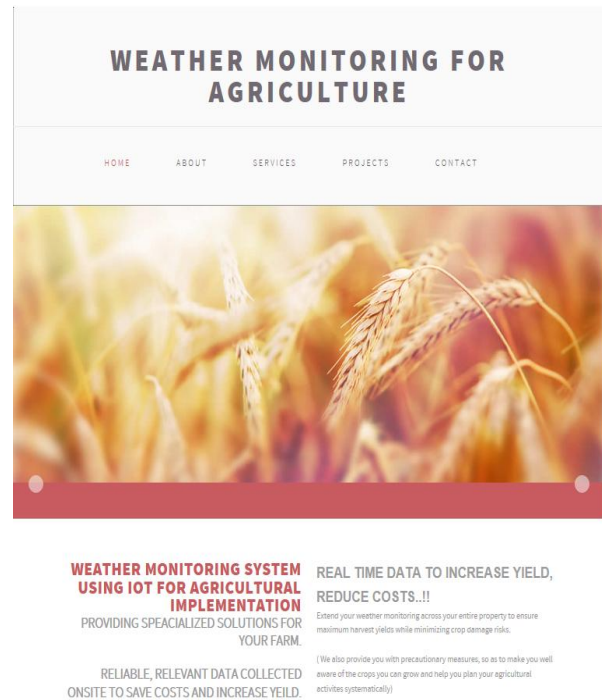 WEATHER MONITORING FOR
AGRICULTURE
HOME ABOUT SERVICES PROJECTS CONTACT
WEATHER MONITORING SYSTEM
USING IOT FOR AGRICULTURAL
IMPLEMENTATION
PROVIDING SPEACIALIZED SOLUTIONS FOR
YOUR FARM.
RELIABLE, RELEVANT DATA COLLECTED
ONSITE TO SAVE COSTS AND INCREASE YEILD.
REAL TIME DATA TO INCREASE YIELD,
REDUCE COSTS..!!
Extend your weather monitoring across your entire property to ensure
maximum harvest yields while minimizing crop damage risks.
( We also provide you with precautionary measures, so as to make you well
aware of the crops you can grow and help you plan your agricultural
activites systematically)